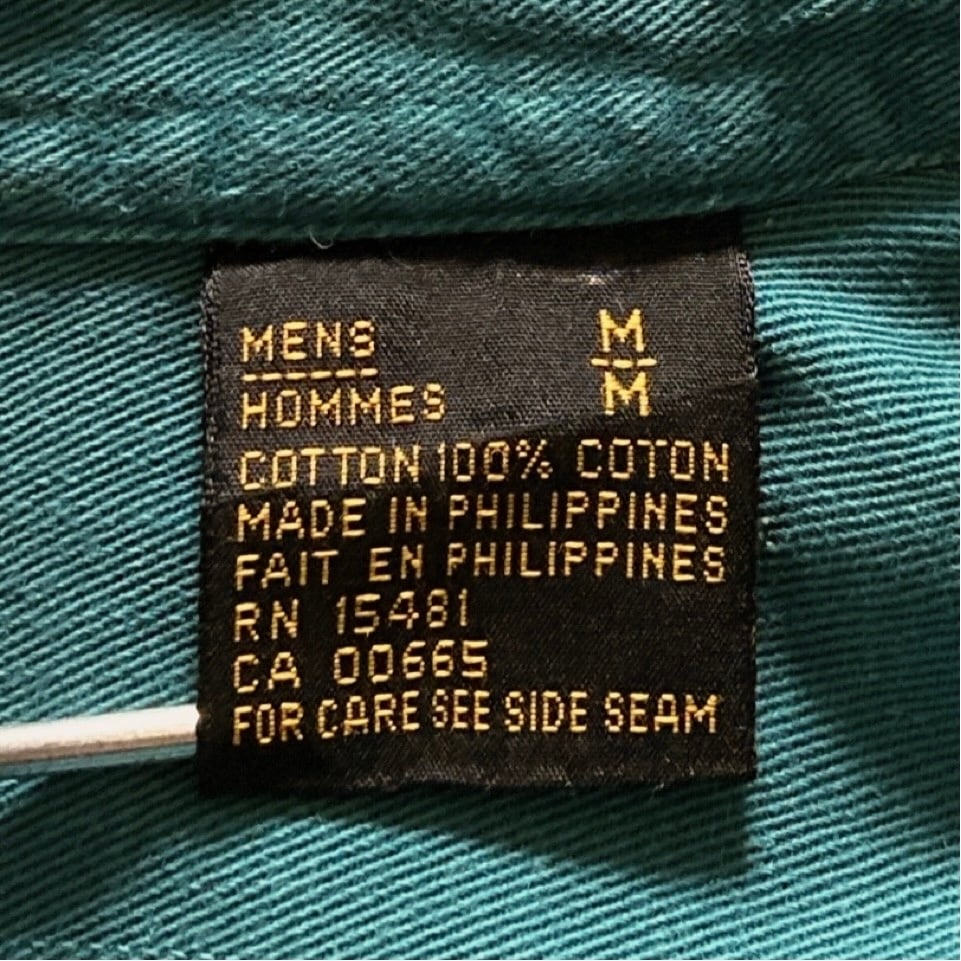 MENS M
HOMMES M
COTTON 100% COTON
MADE IN PHILIPPINES
FAIT EN PHILIPPINES
RN 15481
CA 00665
FOR CARE SEE SIDE SEAM